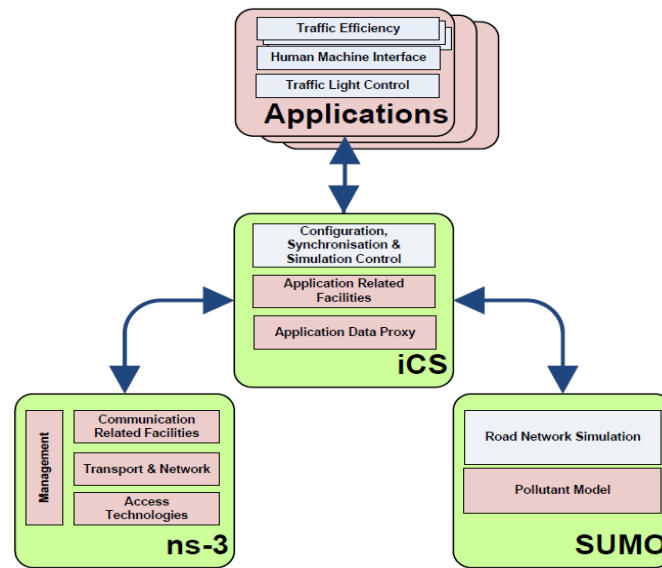 Traffic Efficiency
Human Machine Interface
Traffic Light Control
Applications
Configuration,
Synchronisation &
Simulation Control
Application Related
Facilities
Application Data Proxy
iCS
Management
Communication
Related Facilities
Transport & Network
Access
Technologies
ns-3
Road Network Simulation
Pollutant Model
SUMO